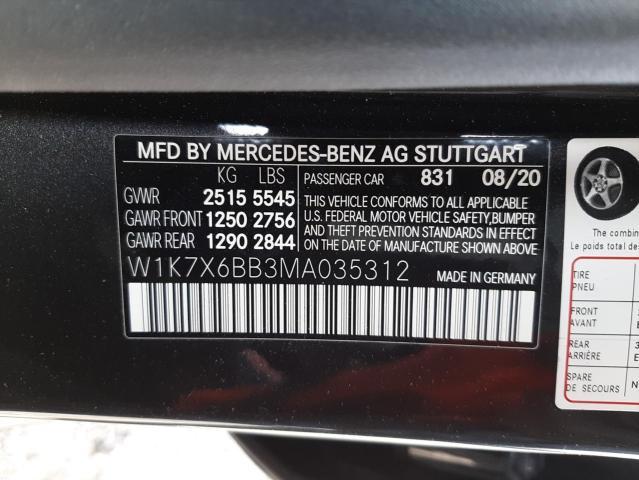 MFD BY MERCEDES-BENZ AG STUTTGART
KG LBS
GVWR 2515 5545
GAWR FRONT 1250 2756
GAWR REAR 1290 2844
PASSENGER CAR 831 08/20
THIS VEHICLE CONFORMS TO ALL APPLICABLE
U.S. FEDERAL MOTOR VEHICLE SAFETY,BUMPER
AND THEFT PREVENTION STANDARDS IN EFFECT
ON THE DATE OF MANUFACTURE SHOWN ABOVE.
W1K7X6BB3MA035312 MADE IN GERMANY
The combin
Le poids total
TIRE
PNEU
FRONT
AVANT
REAR 3
ARRIÈRE E
SPARE
DE SECOURS N